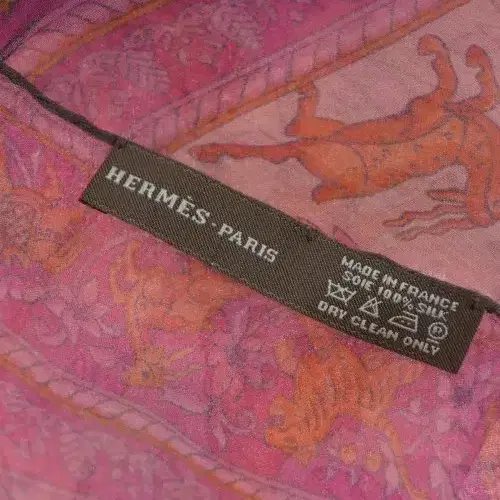 HERMÈS-PARIS
MADE IN FRANCE
SOIE 100% SILK
P
DRY CLEAN ONLY